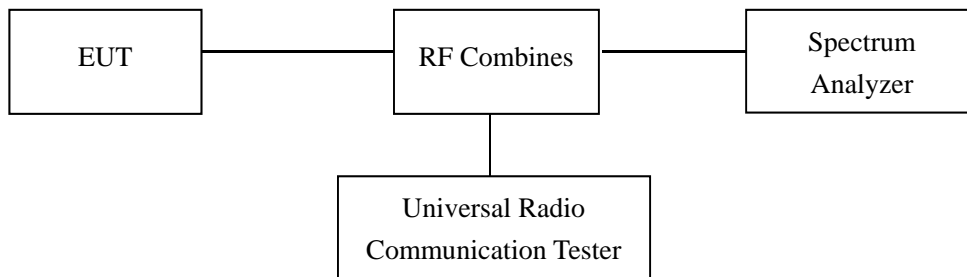 EUT
RF Combines
Spectrum
Analyzer
Universal Radio
Communication Tester